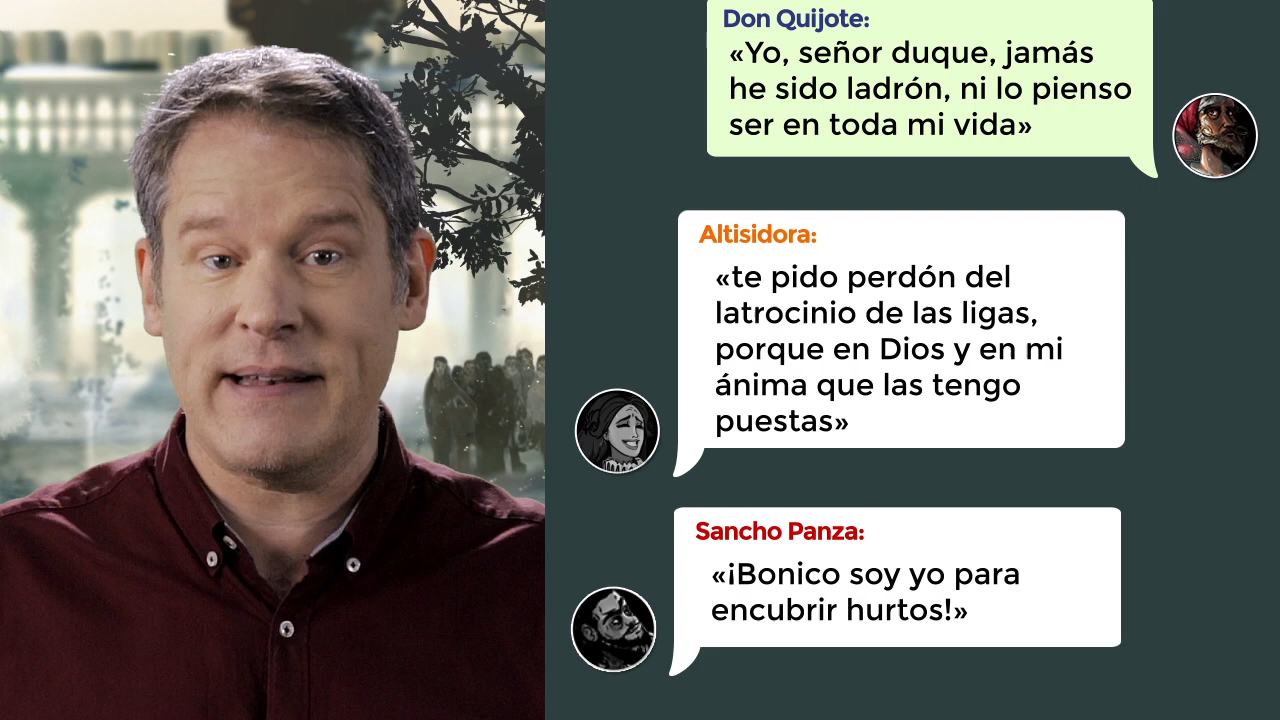 Don Quijote:
«Yo, señor duque, jamás
he sido ladrón, ni lo pienso
ser en toda mi vida»
Altisidora:
«te pido perdón del
latrocinio de las ligas,
porque en Dios y en mi
ánima que las tengo
puestas»
Sancho Panza:
«¡Bonico soy yo para
encubrir hurtos!»